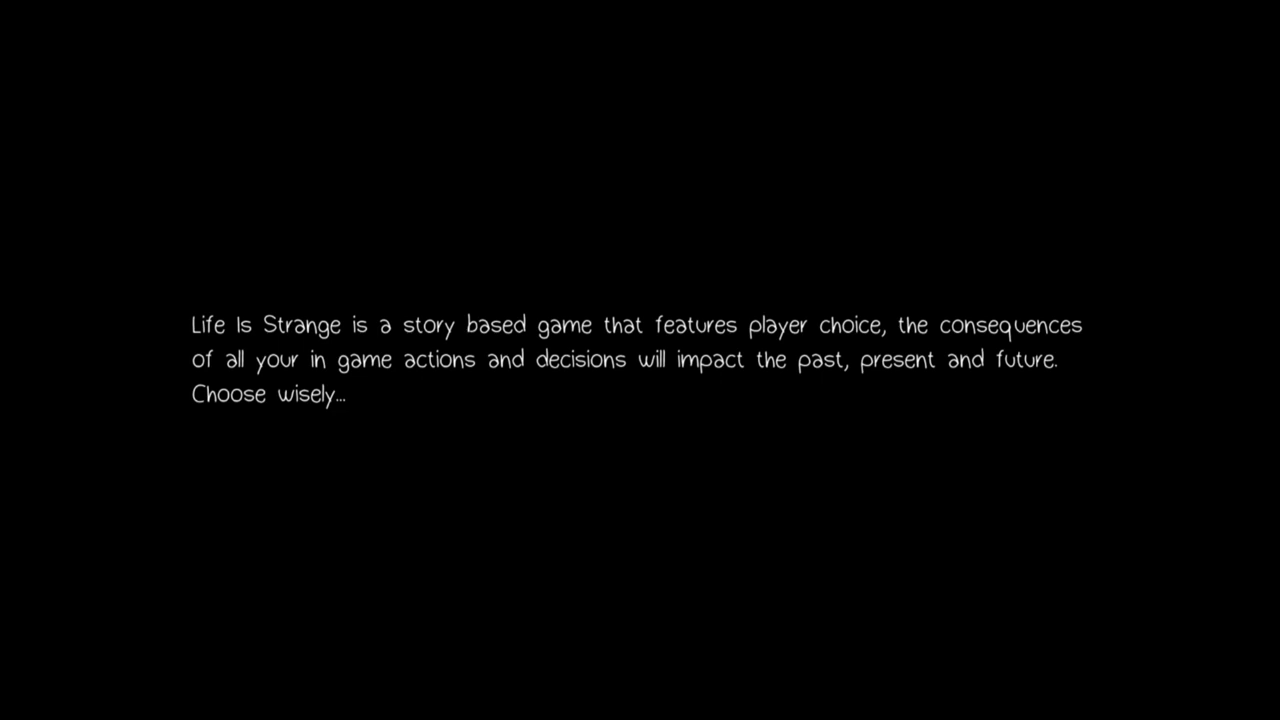 Life Is Strange is a story based game that features player choice, the consequences
of all your in game actions and decisions will impact the past, present and future.
Choose wisely...